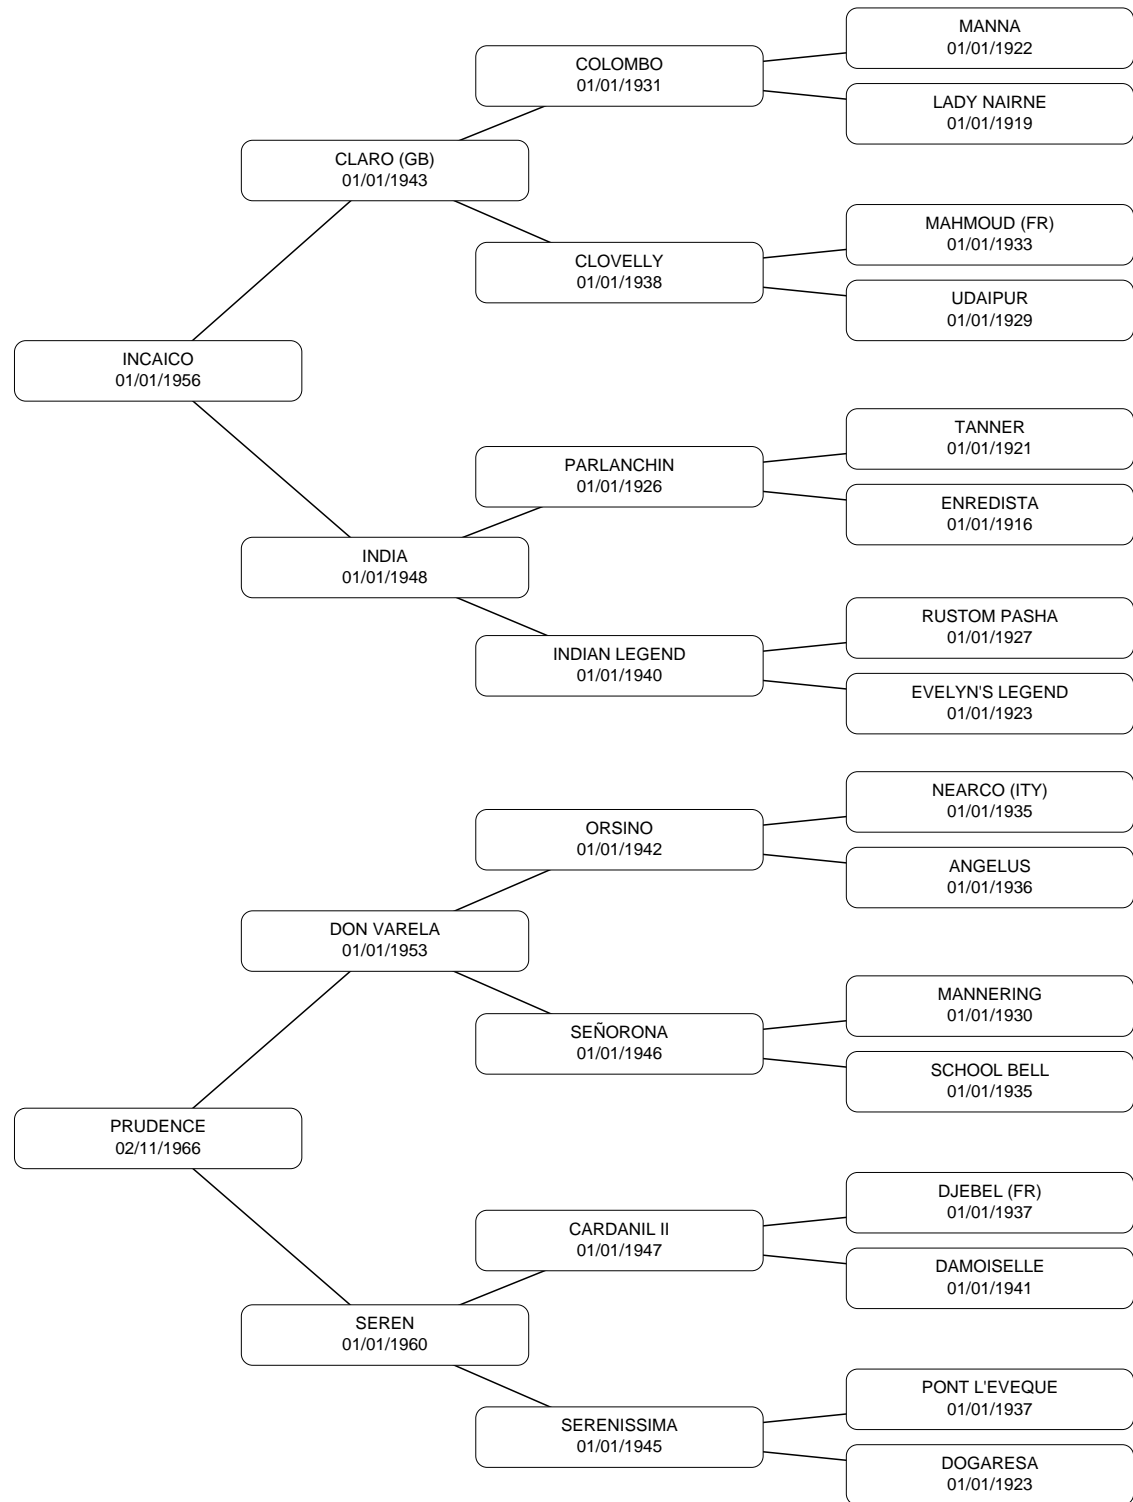 MANNA
01/01/1922
COLOMBO
01/01/1931
LADY NAIRNE
01/01/1919
CLARO (GB)
01/01/1943
MAHMOUD (FR)
01/01/1933
CLOVELLY
01/01/1938
UDAIPUR
01/01/1929
INCAICO
01/01/1956
TANNER
01/01/1921
PARLANCHIN
01/01/1926
ENREDISTA
01/01/1916
INDIA
01/01/1948
RUSTOM PASHA
01/01/1927
INDIAN LEGEND
01/01/1940
EVELYN'S LEGEND
01/01/1923
NEARCO (ITY)
01/01/1935
ORSINO
01/01/1942
ANGELUS
01/01/1936
DON VARELA
01/01/1953
MANNERING
01/01/1930
SEÑORONA
01/01/1946
SCHOOL BELL
01/01/1935
PRUDENCE
02/11/1966
DJEBEL (FR)
01/01/1937
CARDANIL II
01/01/1947
DAMOISELLE
01/01/1941
SEREN
01/01/1960
PONT L'EVEQUE
01/01/1937
SERENISSIMA
01/01/1945
DOGARESA
01/01/1923